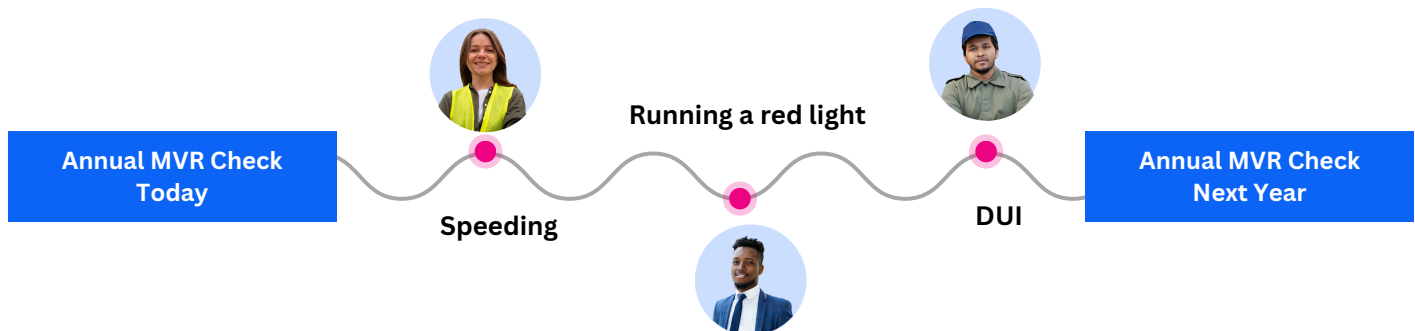 Annual MVR Check
Today
Speeding
Running a red light
DUI
Annual MVR Check
Next Year